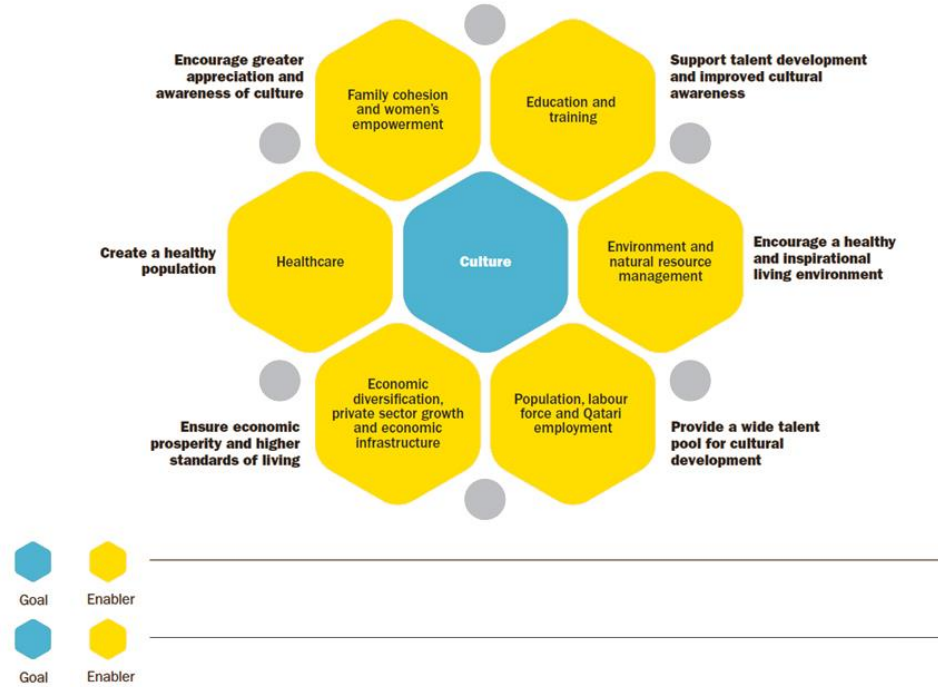 Encourage greater
appreciation and
awareness of culture
Family cohesion
and women's
empowerment
Education and
training
Support talent development
and improved cultural
awareness
Create a healthy
population
Healthcare
Culture
Environment and
natural resource
management
Encourage a healthy
and inspirational
living environment
Ensure economic
prosperity and higher
standards of living
Economic
diversification,
private sector growth
and economic
infrastructure
Population, labour
force and Qatari
employment
Provide a wide talent
pool for cultural
development
Goal
Enabler
Goal
Enabler